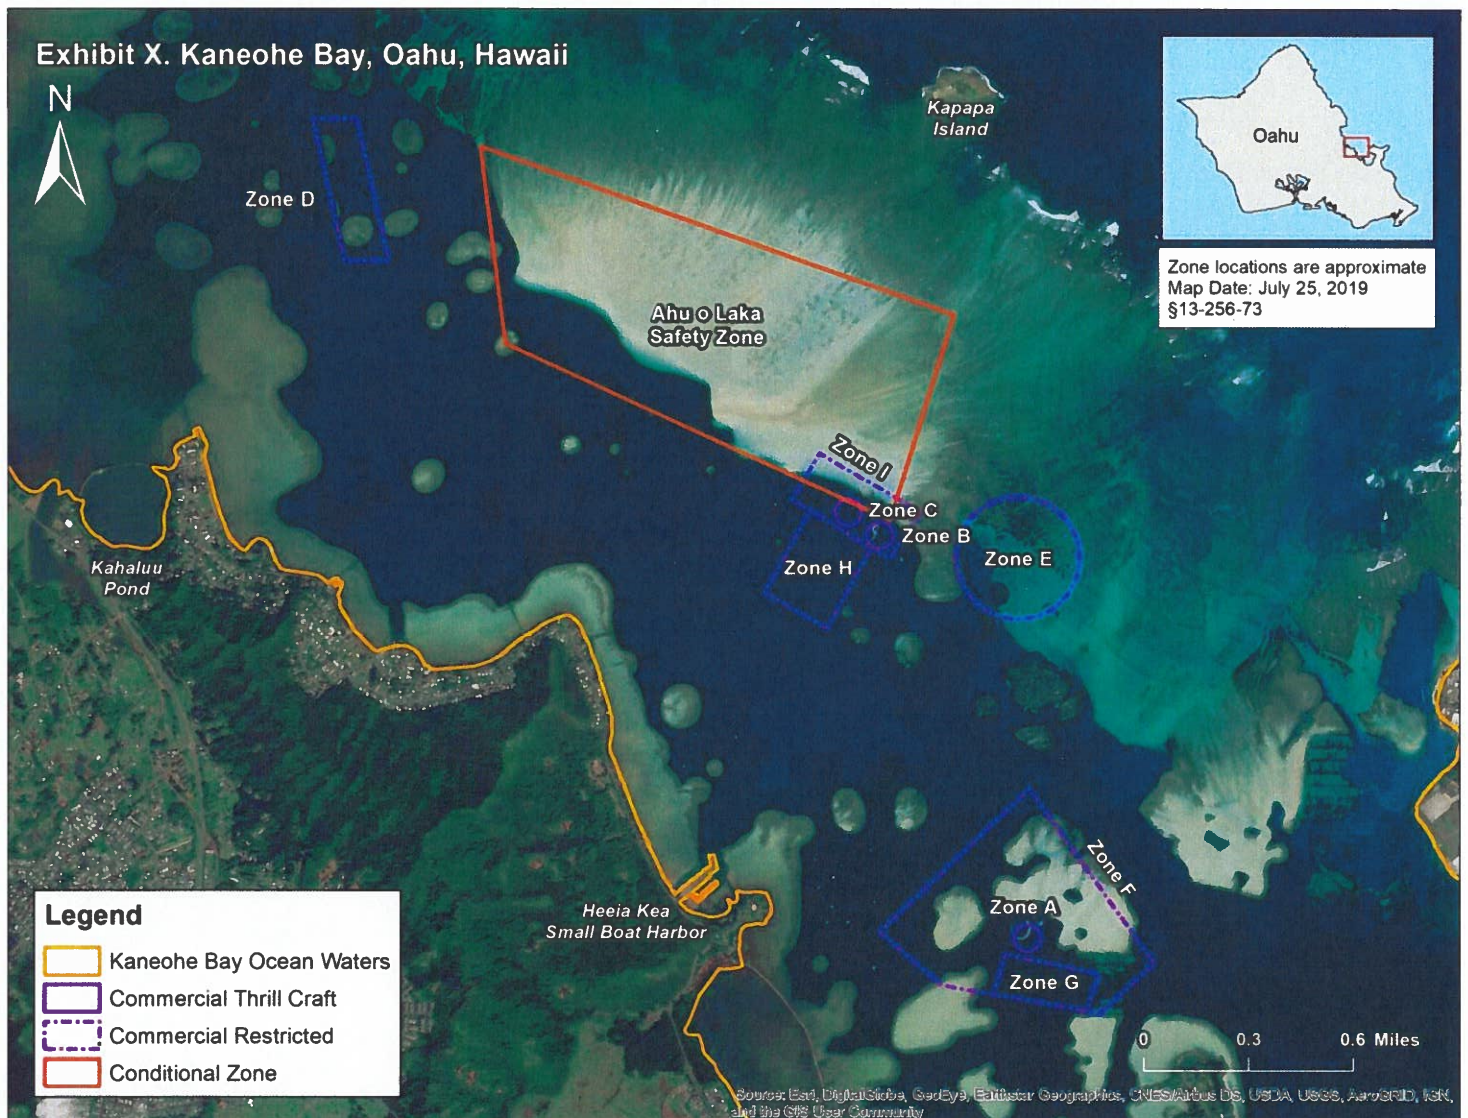 Exhibit X. Kaneohe Bay, Oahu, Hawaii
N
Kapapa
Island
Oahu
Zone locations are approximate
Map Date: July 25, 2019
§13-256-73
Zone D
Ahu o Laka
Safety Zone
Zone I
Zone C
Zone B
Zone E
Zone H
Kahaluu
Pond
Zone F
Zone A
Zone G
Heeia Kea
Small Boat Harbor
Legend
Kaneohe Bay Ocean Waters
Commercial Thrill Craft
Commercial Restricted
Conditional Zone
0 0.3 0.6 Miles
Source: Esri, DigitalGlobe, GeoEye, Earthstar Geographics, CNES/Airbus DS, USDA, USGS, AeroGRID, IGN,
and the GIS User Community